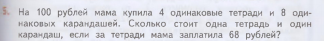 5. На 100 рублей мама купила 4 одинаковые тетради и 8 оди-
наковых карандашей. Сколько стоит одна тетрадь и один
карандаш, если за тетради мама заплатила 68 рублей?